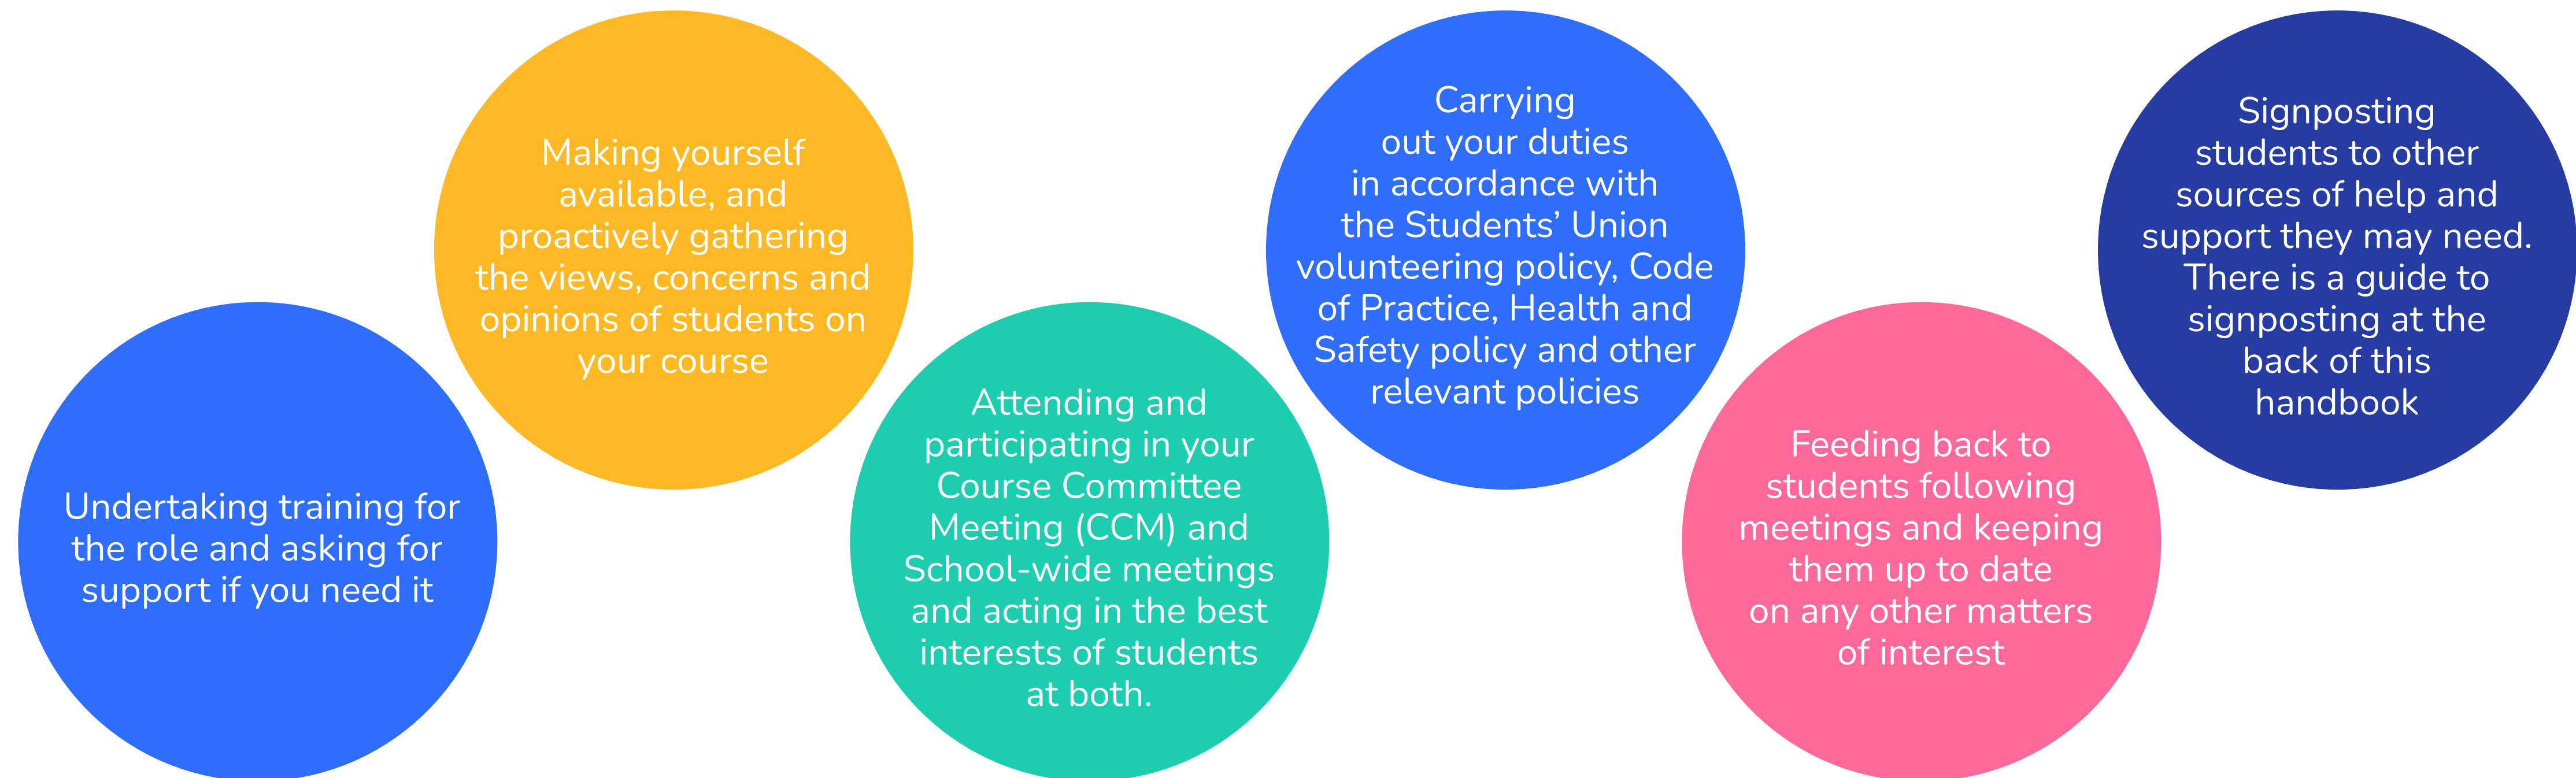 Undertaking training for
the role and asking for
support if you need it
Making yourself
available, and
proactively gathering
the views, concerns and
opinions of students on
your course
Attending and
participating in your
Course Committee
Meeting (CCM) and
School-wide meetings
and acting in the best
interests of students
at both.
Carrying
out your duties
in accordance with
the Students’ Union
volunteering policy, Code
of Practice, Health and
Safety policy and other
relevant policies
Feeding back to
students following
meetings and keeping
them up to date
on any other matters
of interest
Signposting
students to other
sources of help and
support they may need.
There is a guide to
signposting at the
back of this
handbook